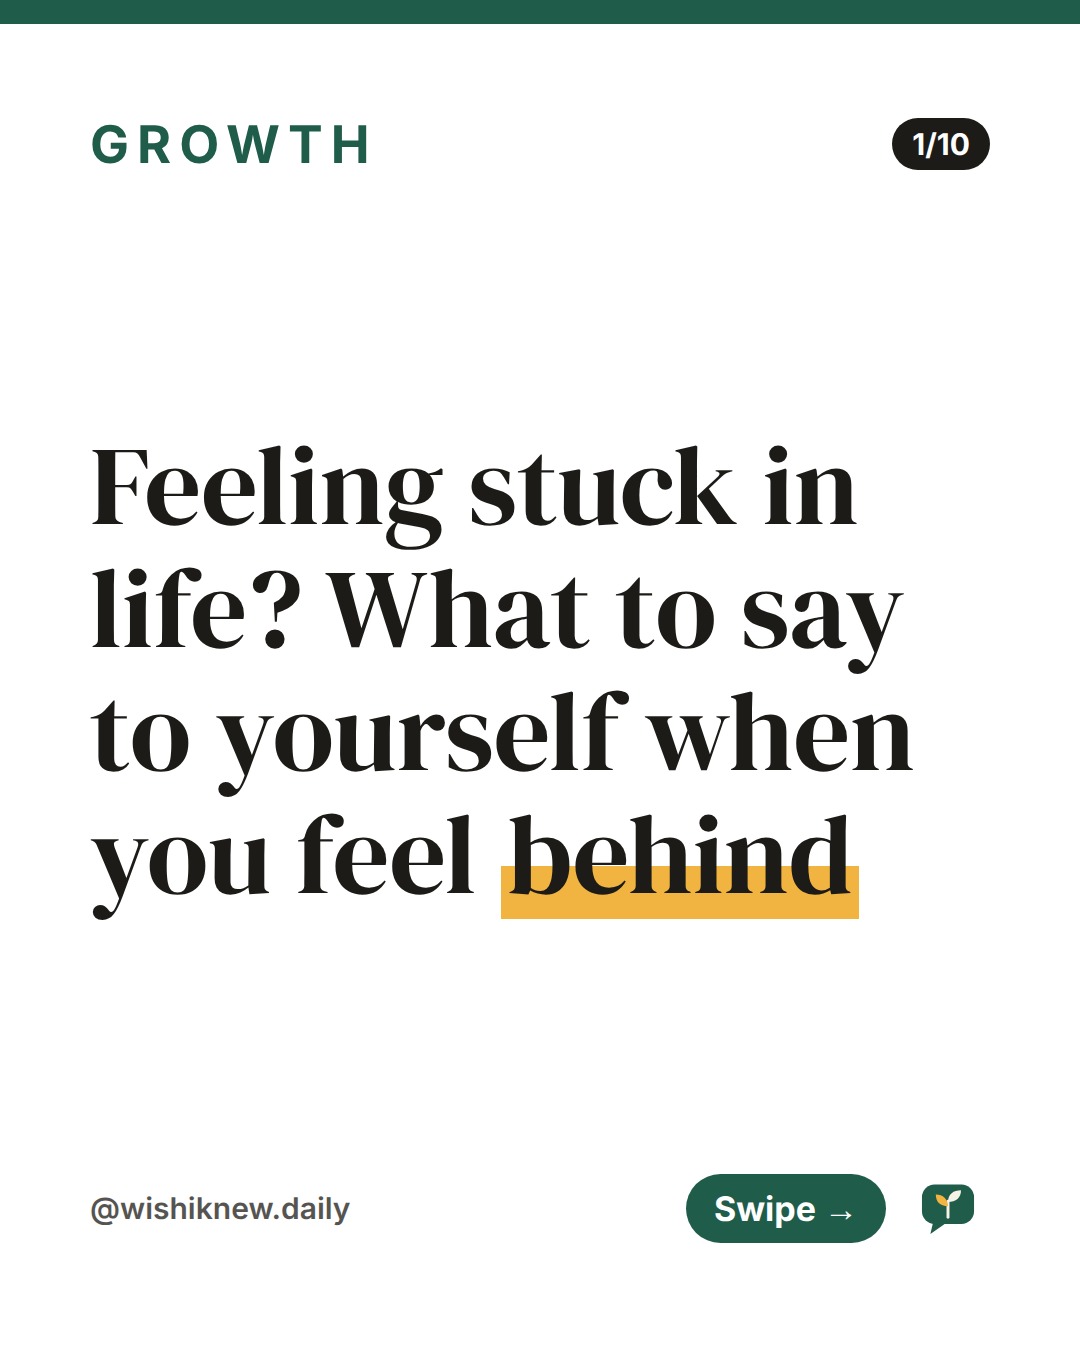 GROWTH
1/10
Feeling stuck in
life? What to say
to yourself when
you feel behind
@wishiknew.daily
Swipe →